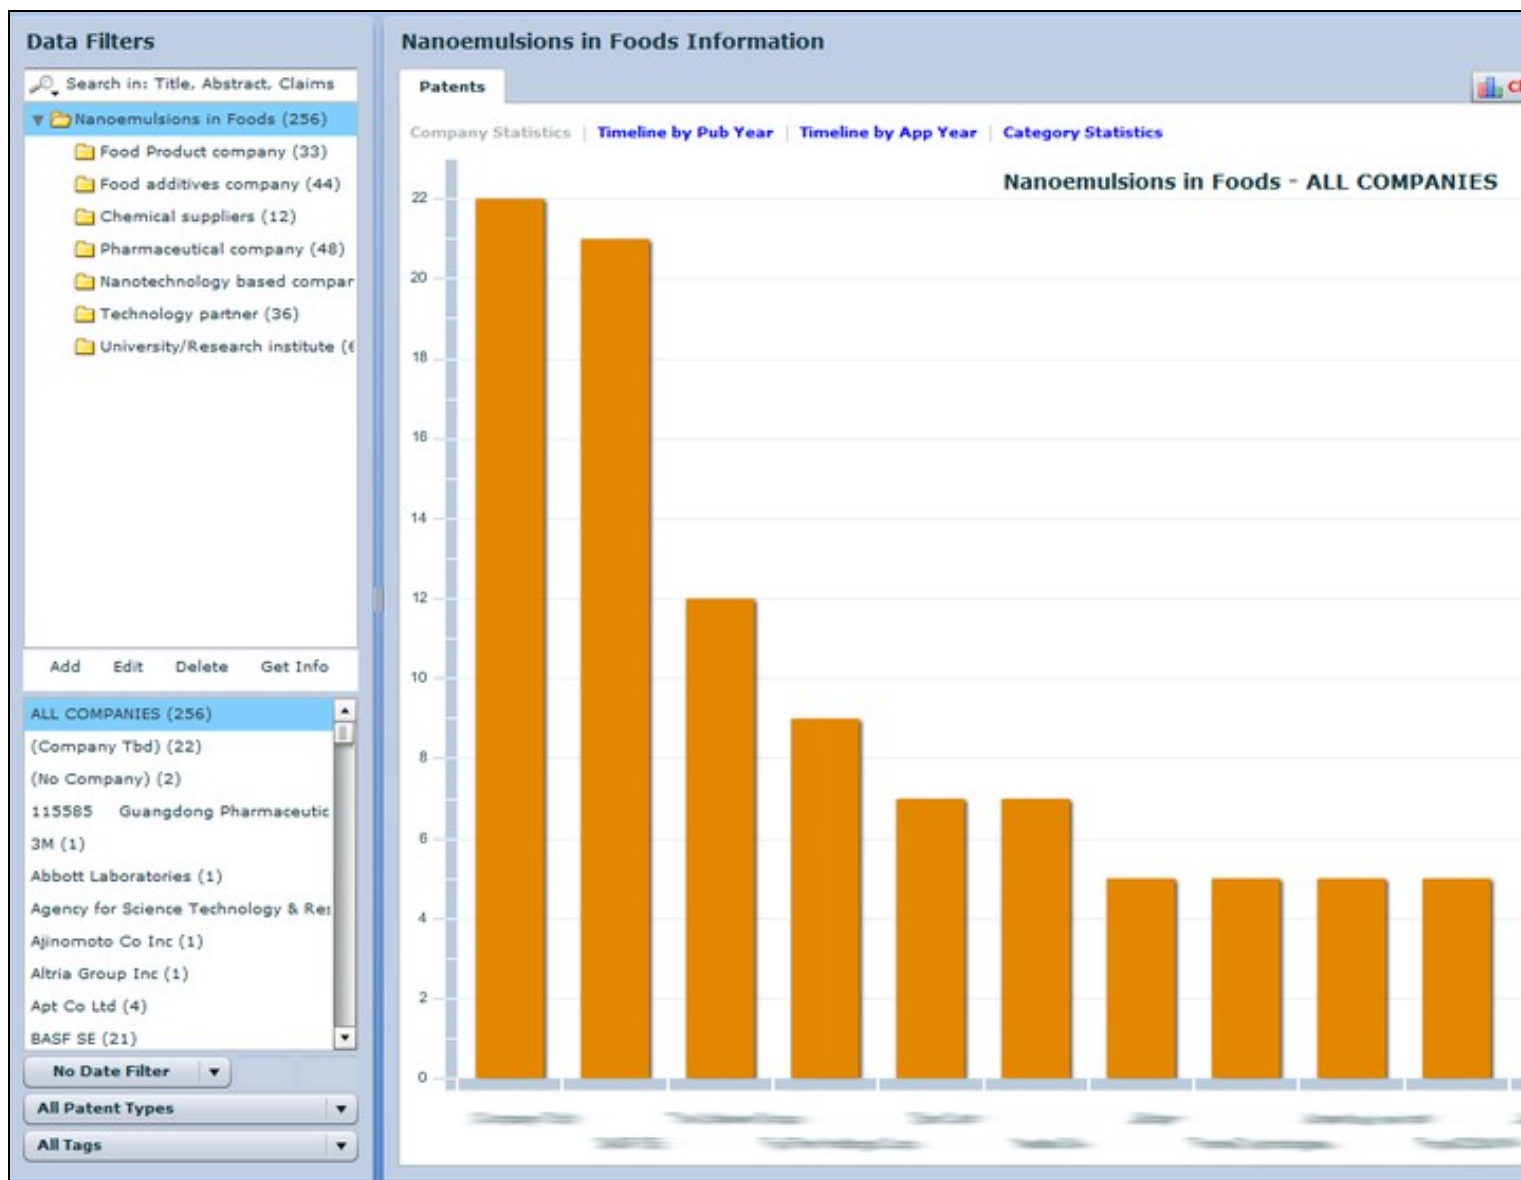 Data Filters
Search in: Title, Abstract, Claims
Nanoemulsions in Foods (256)
Food Product company (33)
Food additives company (44)
Chemical suppliers (12)
Pharmaceutical company (48)
Nanotechnology based compar
Technology partner (36)
University/Research institute (6
Add Edit Delete Get Info
ALL COMPANIES (256)
(Company Tbd) (22)
(No Company) (2)
115585 Guangdong Pharmaceutic
3M (1)
Abbott Laboratories (1)
Agency for Science Technology & Res
Ajinomoto Co Inc (1)
Altria Group Inc (1)
Apt Co Ltd (4)
BASF SE (21)
No Date Filter
All Patent Types
All Tags
Nanoemulsions in Foods Information
Patents
Company Statistics | Timeline by Pub Year | Timeline by App Year | Category Statistics
Nanoemulsions in Foods - ALL COMPANIES
22
20
18
16
14
12
10
8
6
4
2
0